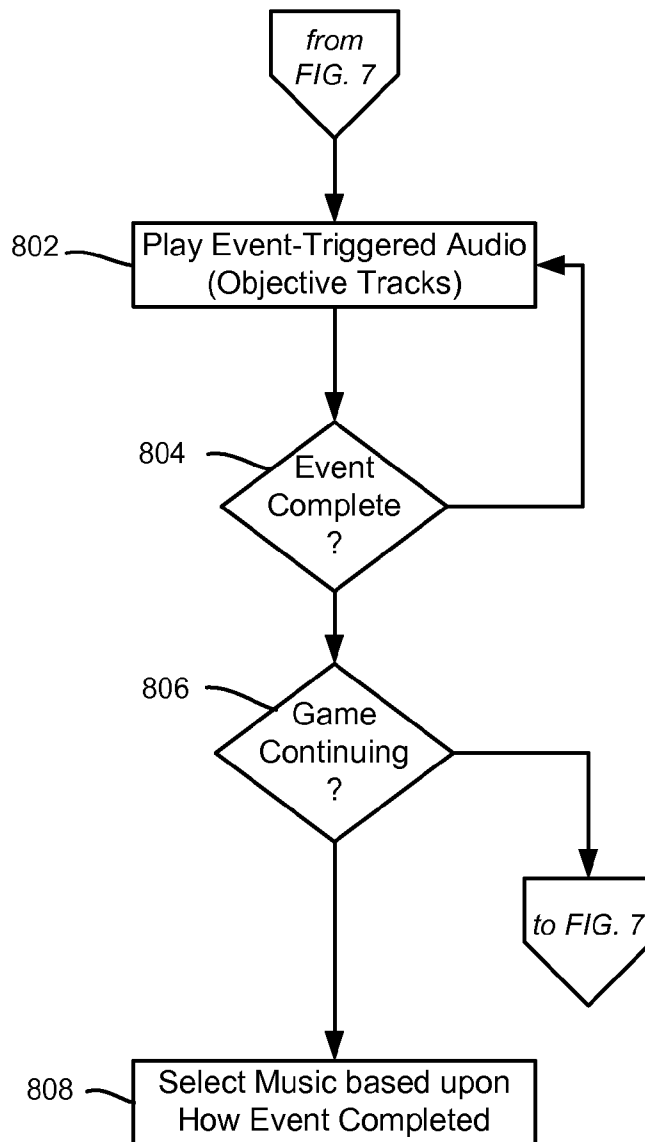 from
FIG. 7
802
Play Event-Triggered Audio
(Objective Tracks)
804
Event
Complete
?
806
Game
Continuing
?
to FIG. 7
808
Select Music based upon
How Event Completed